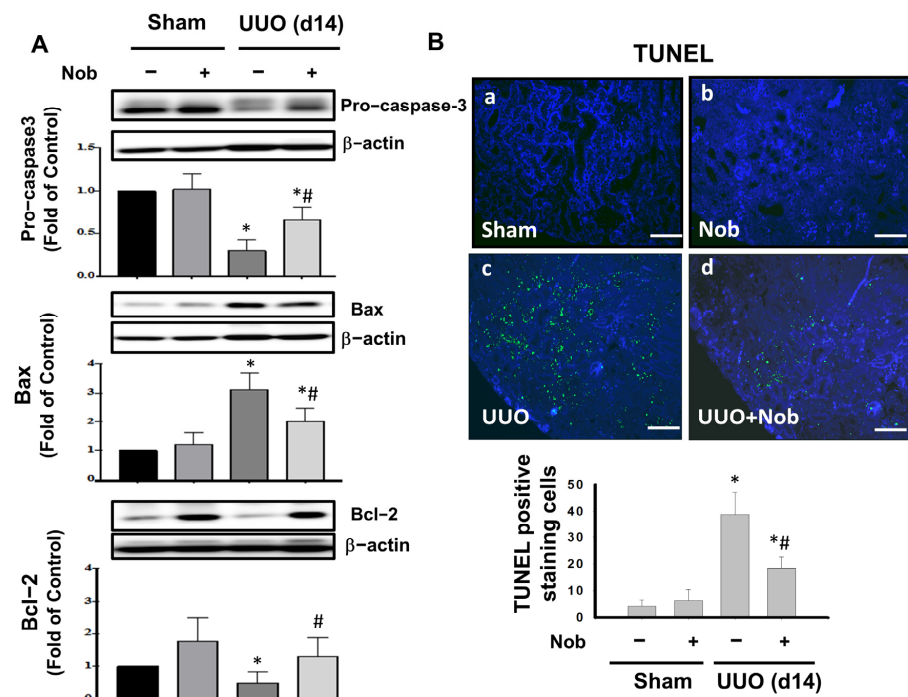 A
Sham
UUO (d14)
Nob
− + − +
Pro-caspase-3
β-actin
Pro-caspase3
(Fold of Control)
1.5
1.0
0.5
0.0
*
*#
Bax
β-actin
Bax
(Fold of Control)
4
3
2
1
0
*
*#
Bcl-2
β-actin
Bcl-2
(Fold of Control)
4
3
2
1
0
*
#
B
TUNEL
a
Sham
b
Nob
c
UUO
d
UUO+Nob
TUNEL positive
staining cells
50
40
30
20
10
0
*
*#
Nob
− + − +
Sham
UUO (d14)